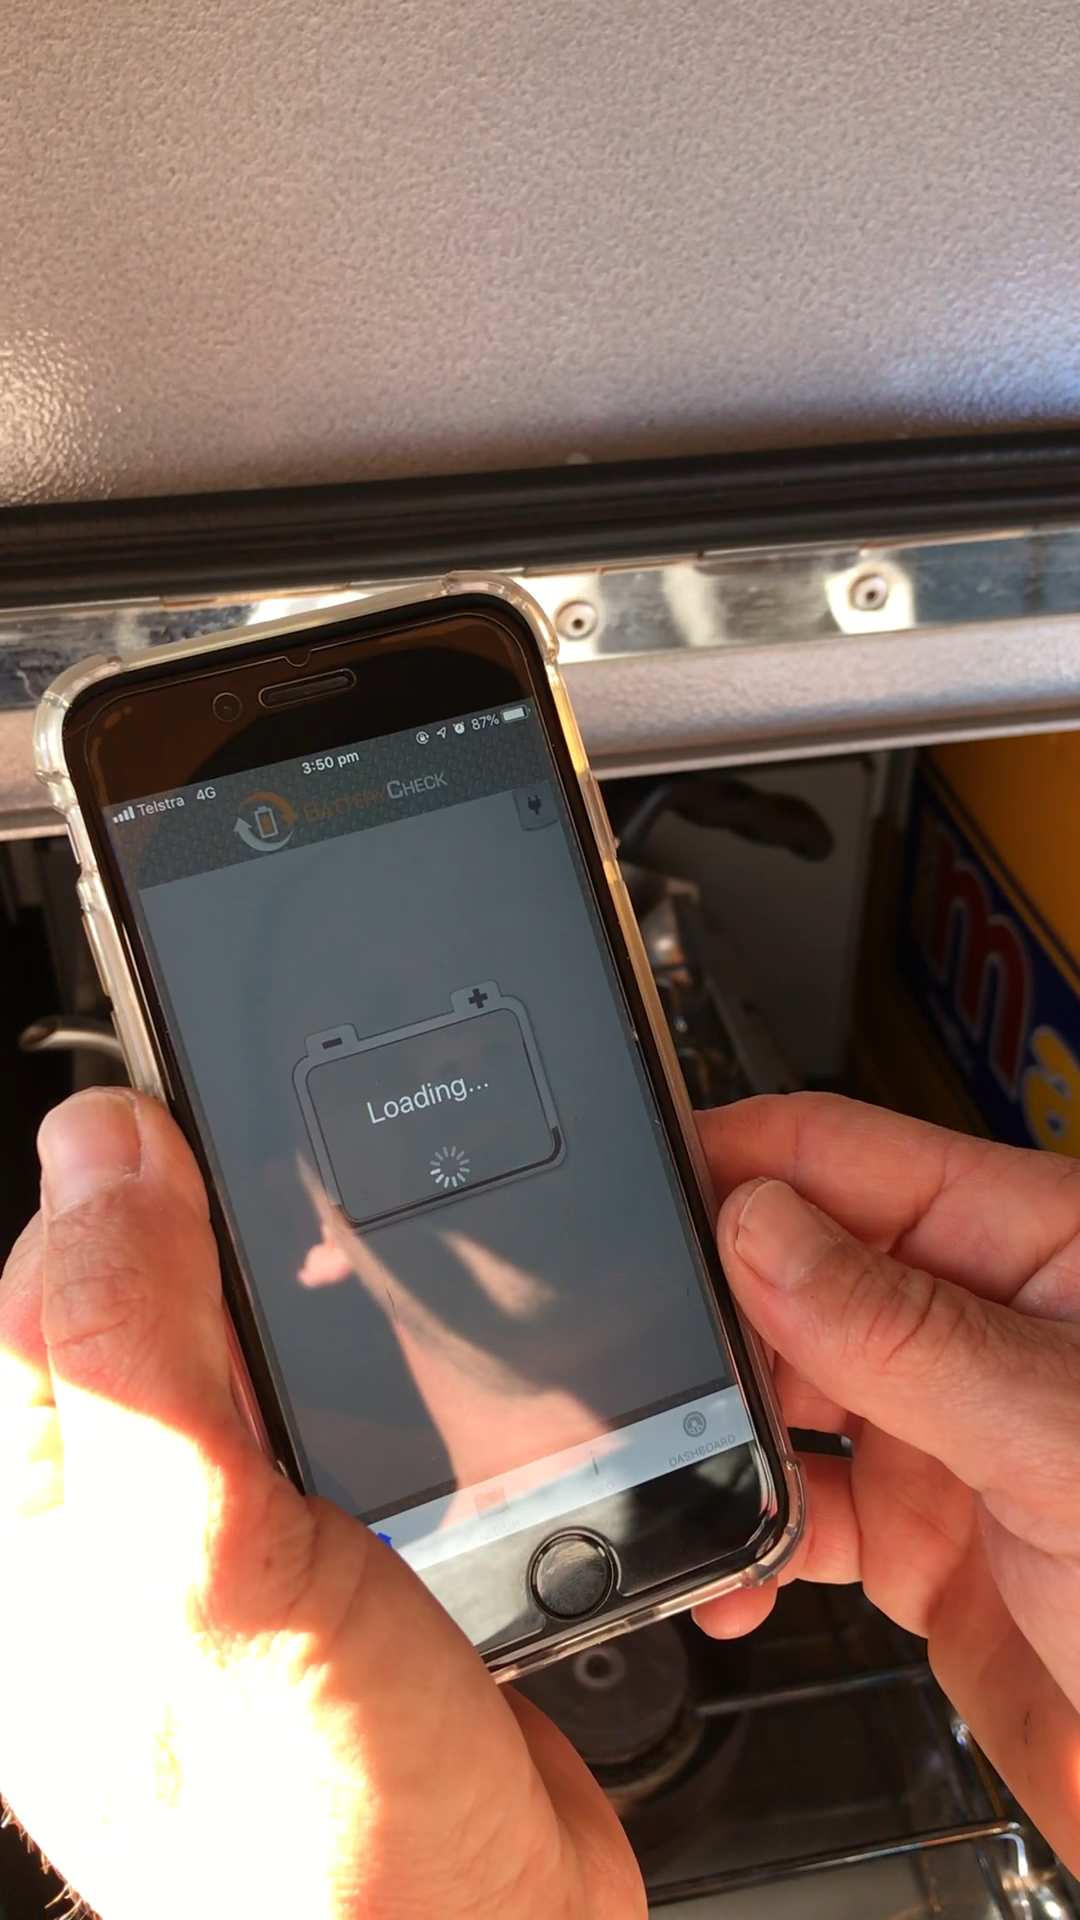 3:50 pm
87%
Telstra 4G
BATTERYCHECK
+
-
Loading...
DASHBOARD
m